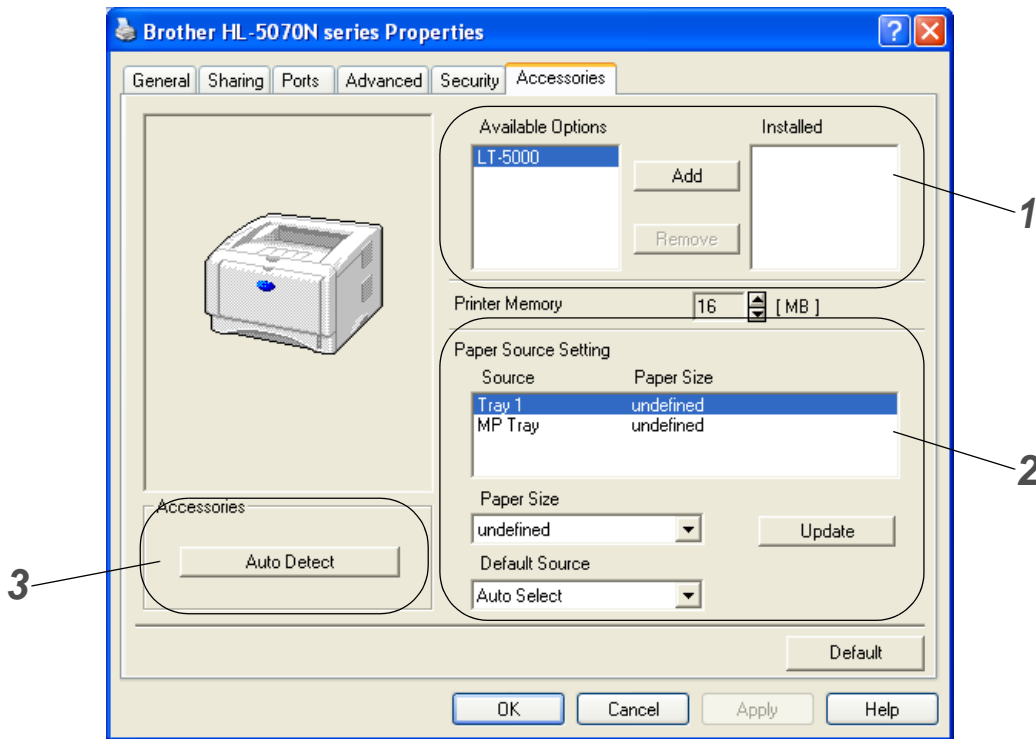 Brother HL-5070N series Properties
General Sharing Ports Advanced Security Accessories
Available Options Installed
LT-5000
Add
Remove
1
Printer Memory 16 [ MB ]
Paper Source Setting
Source Paper Size
Tray 1 undefined
MP Tray undefined
2
Paper Size
undefined
Update
Default Source
Auto Select
Accessories
Auto Detect
3
Default
OK Cancel Apply Help